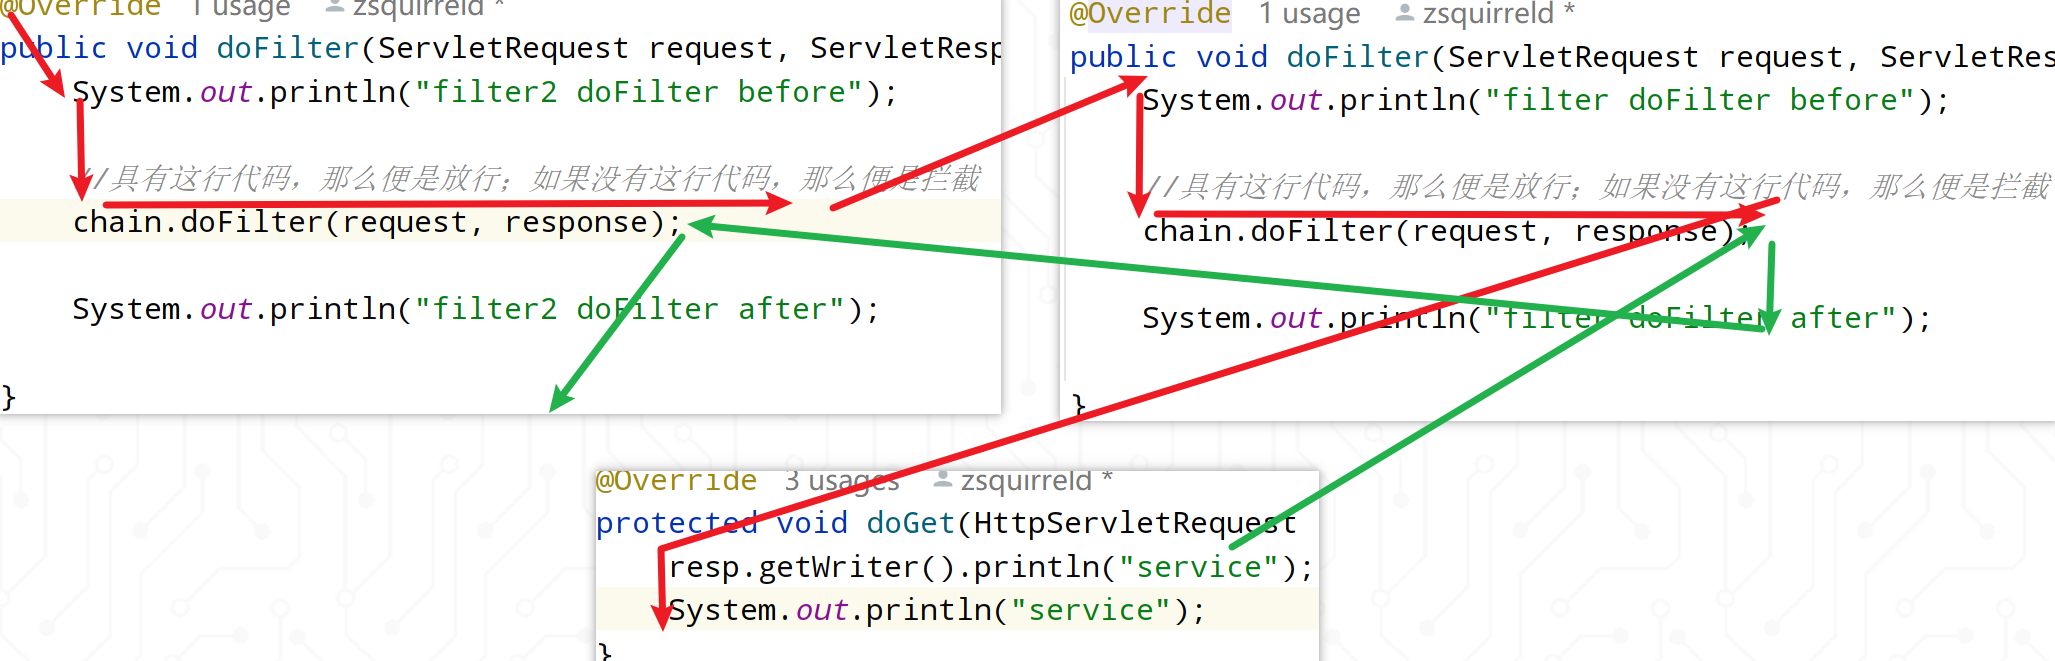 @Override 1 usage zsquirreld *
public void doFilter(ServletRequest request, ServletResp
System.out.println("filter2 doFilter before");
//具有这行代码，那么便是放行；如果没有这行代码，那么便是拦截
chain.doFilter(request, response);
System.out.println("filter2 doFilter after");
}
@Override 1 usage zsquirreld *
public void doFilter(ServletRequest request, ServletRes
System.out.println("filter doFilter before");
//具有这行代码，那么便是放行；如果没有这行代码，那么便是拦截
chain.doFilter(request, response);
System.out.println("filter doFilter after");
}
@Override 3 usages zsquirreld *
protected void doGet(HttpServletRequest
resp.getWriter().println("service");
System.out.println("service");
}